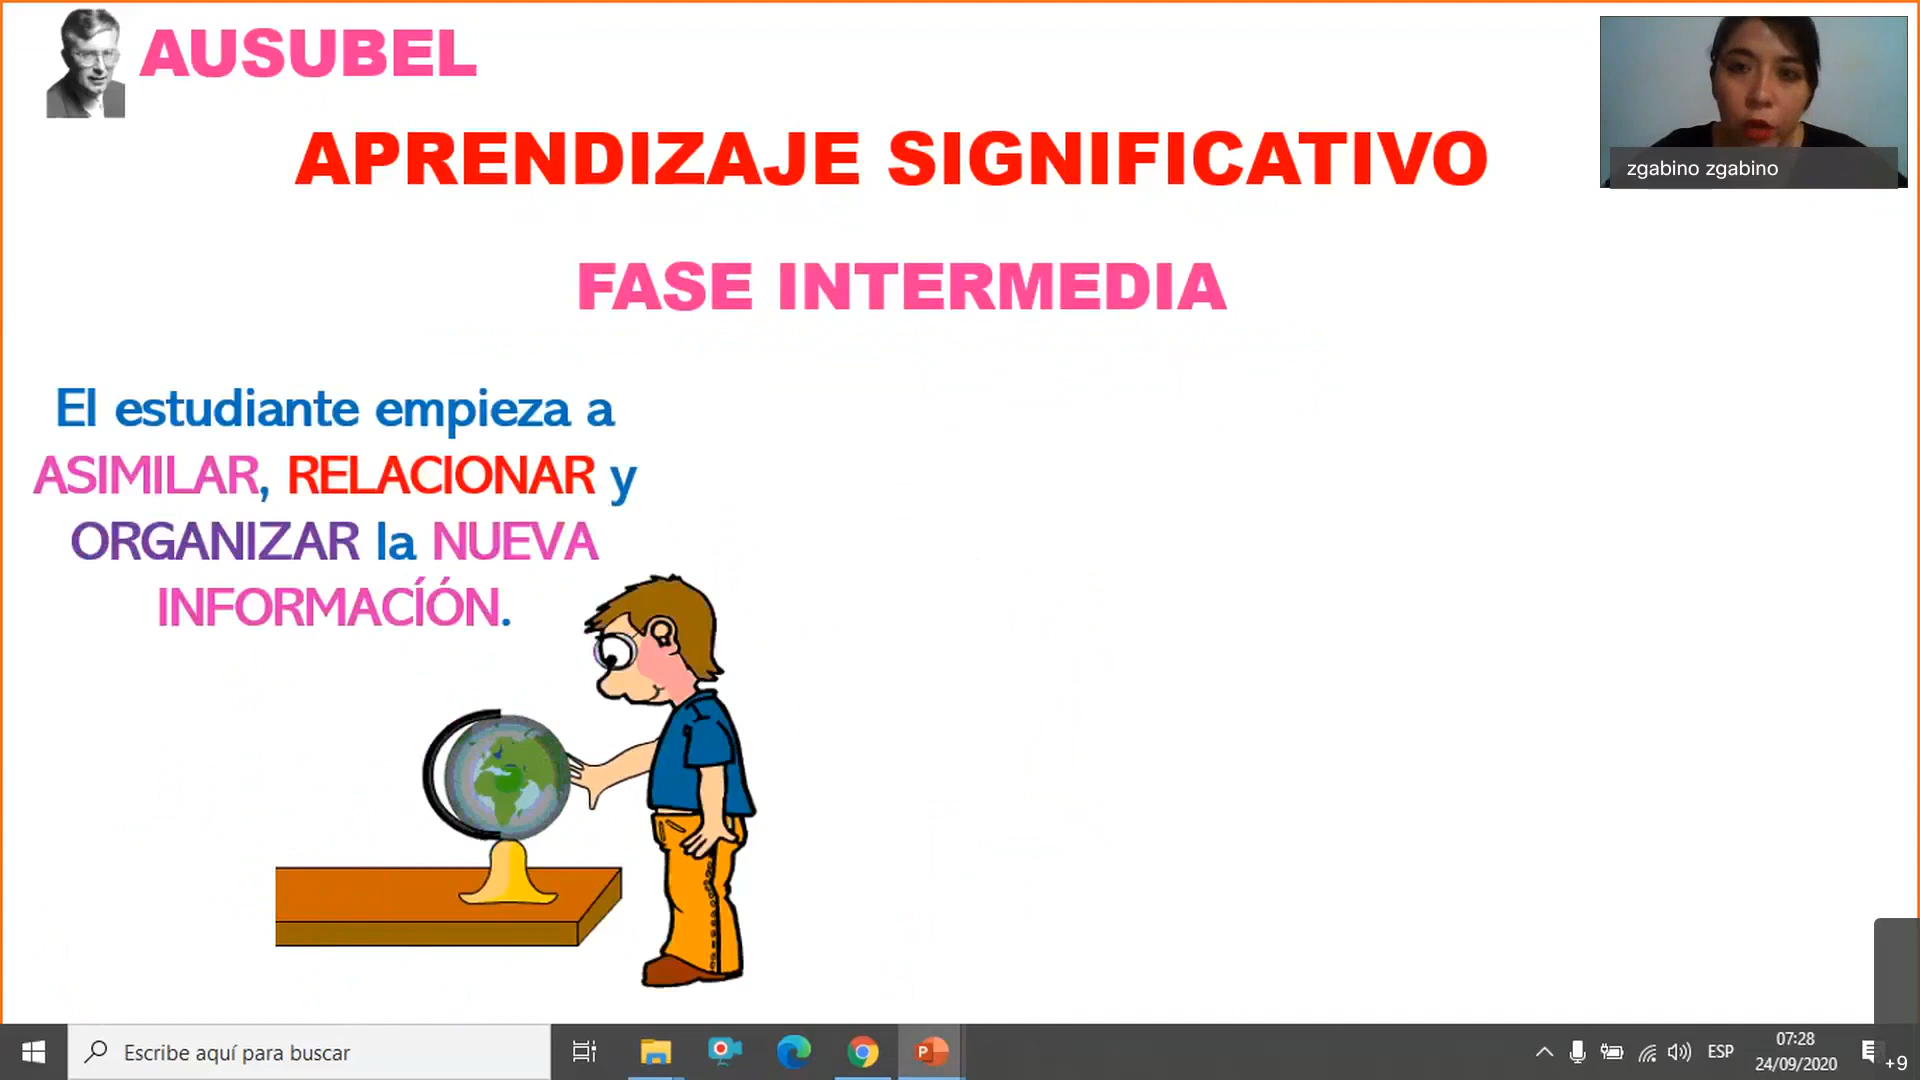 AUSUBEL
APRENDIZAJE SIGNIFICATIVO
zgabino zgabino
FASE INTERMEDIA
El estudiante empieza a
ASIMILAR, RELACIONAR y
ORGANIZAR la NUEVA
INFORMACÍÓN.
Escribe aquí para buscar
ESP
07:28
24/09/2020
+9